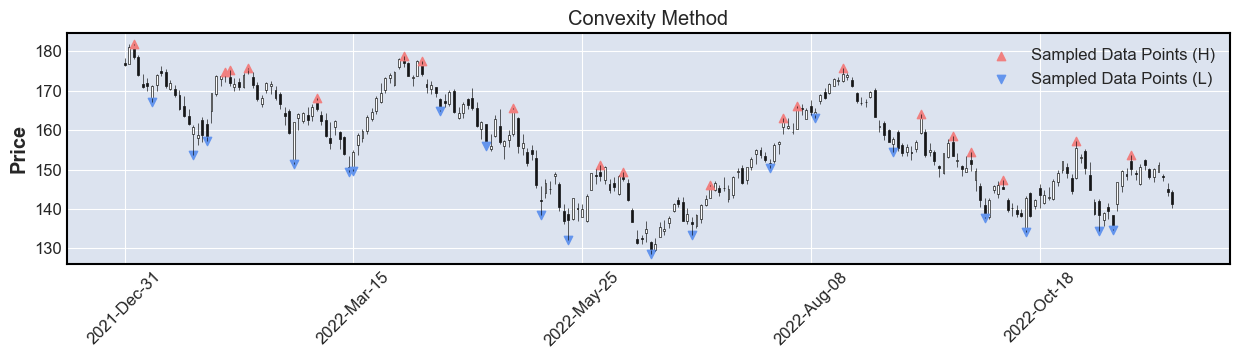 Convexity Method
Price
180
170
160
150
140
130
Sampled Data Points (H)
Sampled Data Points (L)
2021-Dec-31
2022-Mar-15
2022-May-25
2022-Aug-08
2022-Oct-18